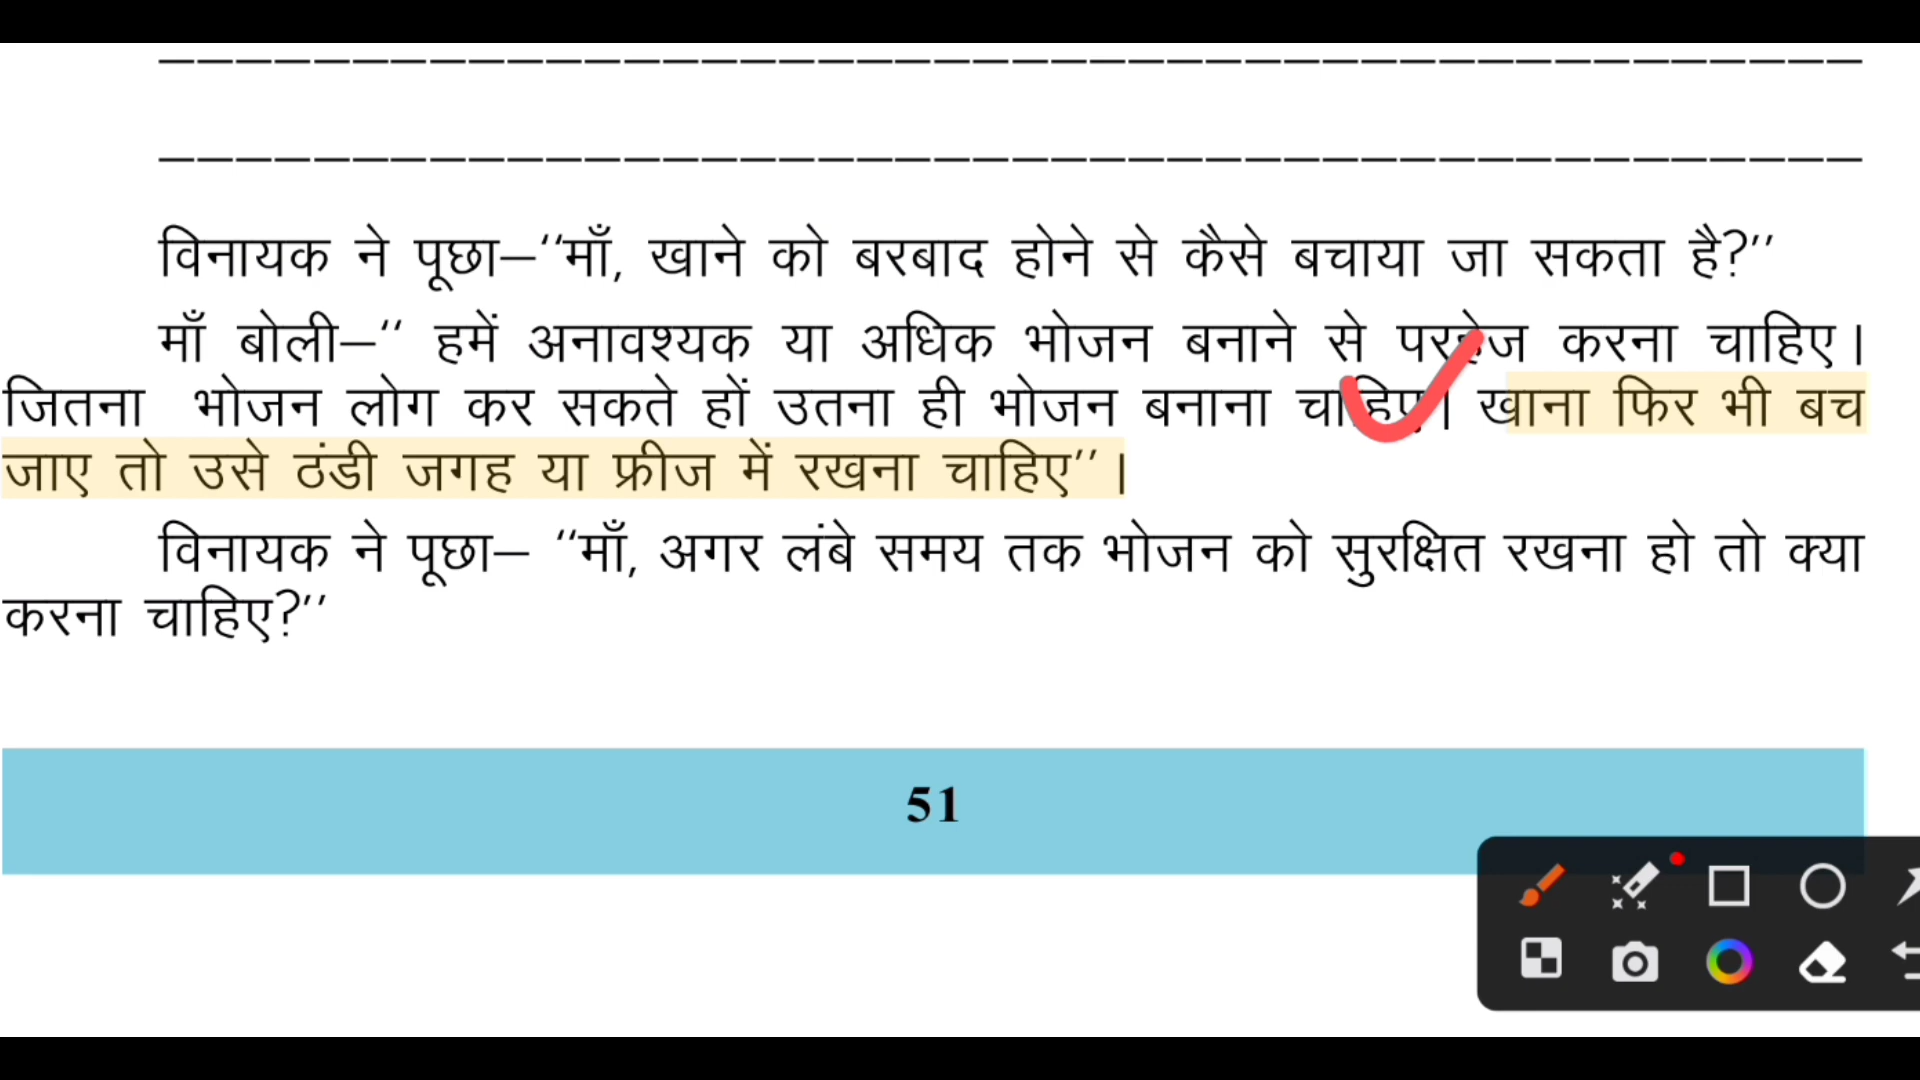 विनायक ने पूछा–‘‘माँ, खाने को बरबाद होने से कैसे बचाया जा सकता है?’’
माँ बोली–‘‘ हमें अनावश्यक या अधिक भोजन बनाने से परहेज करना चाहिए।
जितना भोजन लोग कर सकते हों उतना ही भोजन बनाना चाहिए। खाना फिर भी बच
जाए तो उसे ठंडी जगह या फ्रीज में रखना चाहिए’’।
विनायक ने पूछा– ‘‘माँ, अगर लंबे समय तक भोजन को सुरक्षित रखना हो तो क्या
करना चाहिए?’’
51